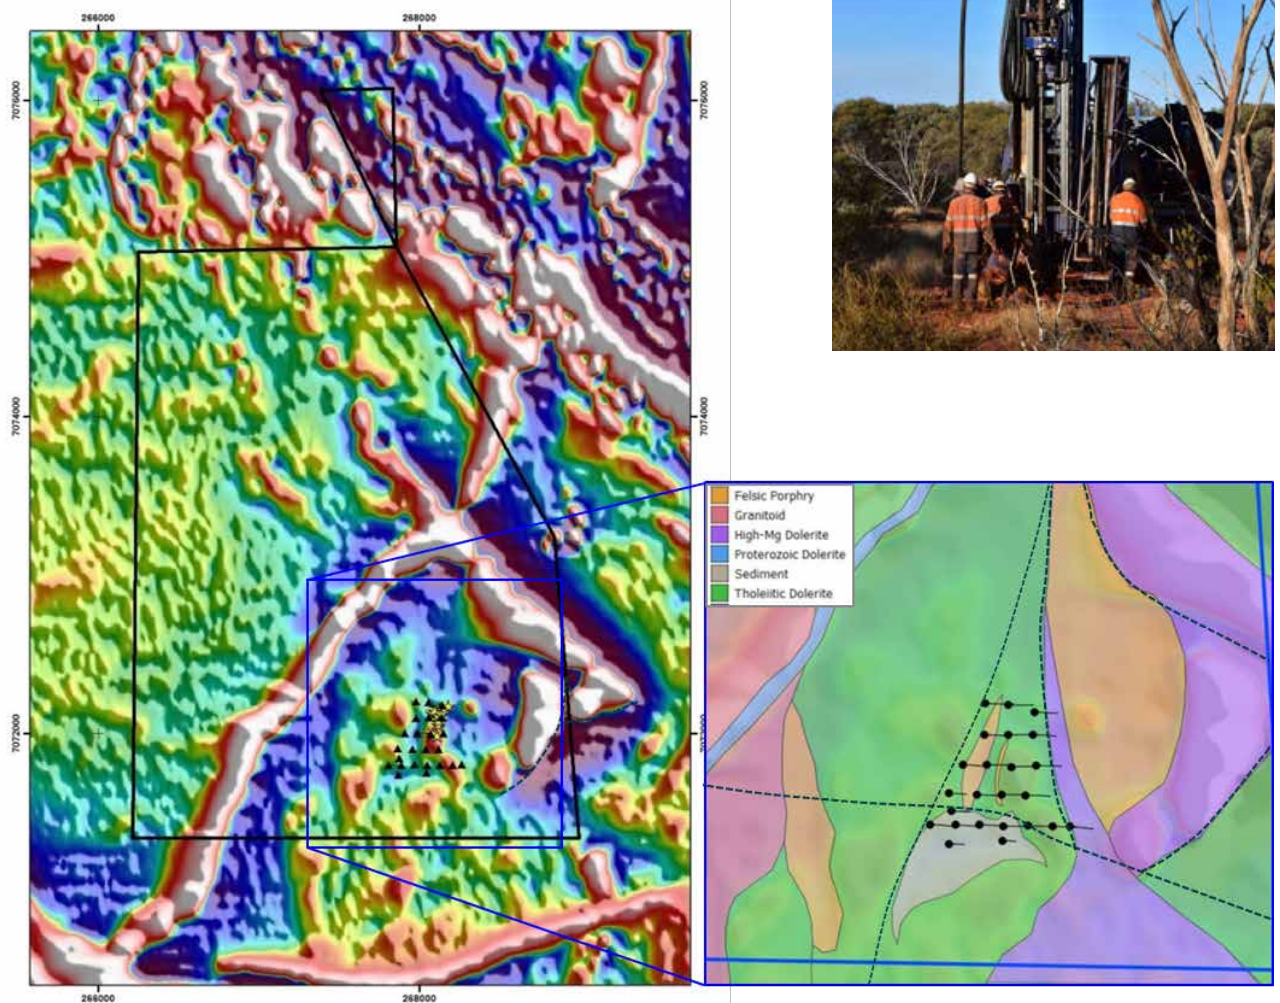 266000
268000
7076000
7076000
7074000
7074000
7072000
Felsic Porphry
Granitoid
High-Mg Dolerite
Proterozoic Dolerite
Sediment
Tholeiitic Dolerite
266000
268000